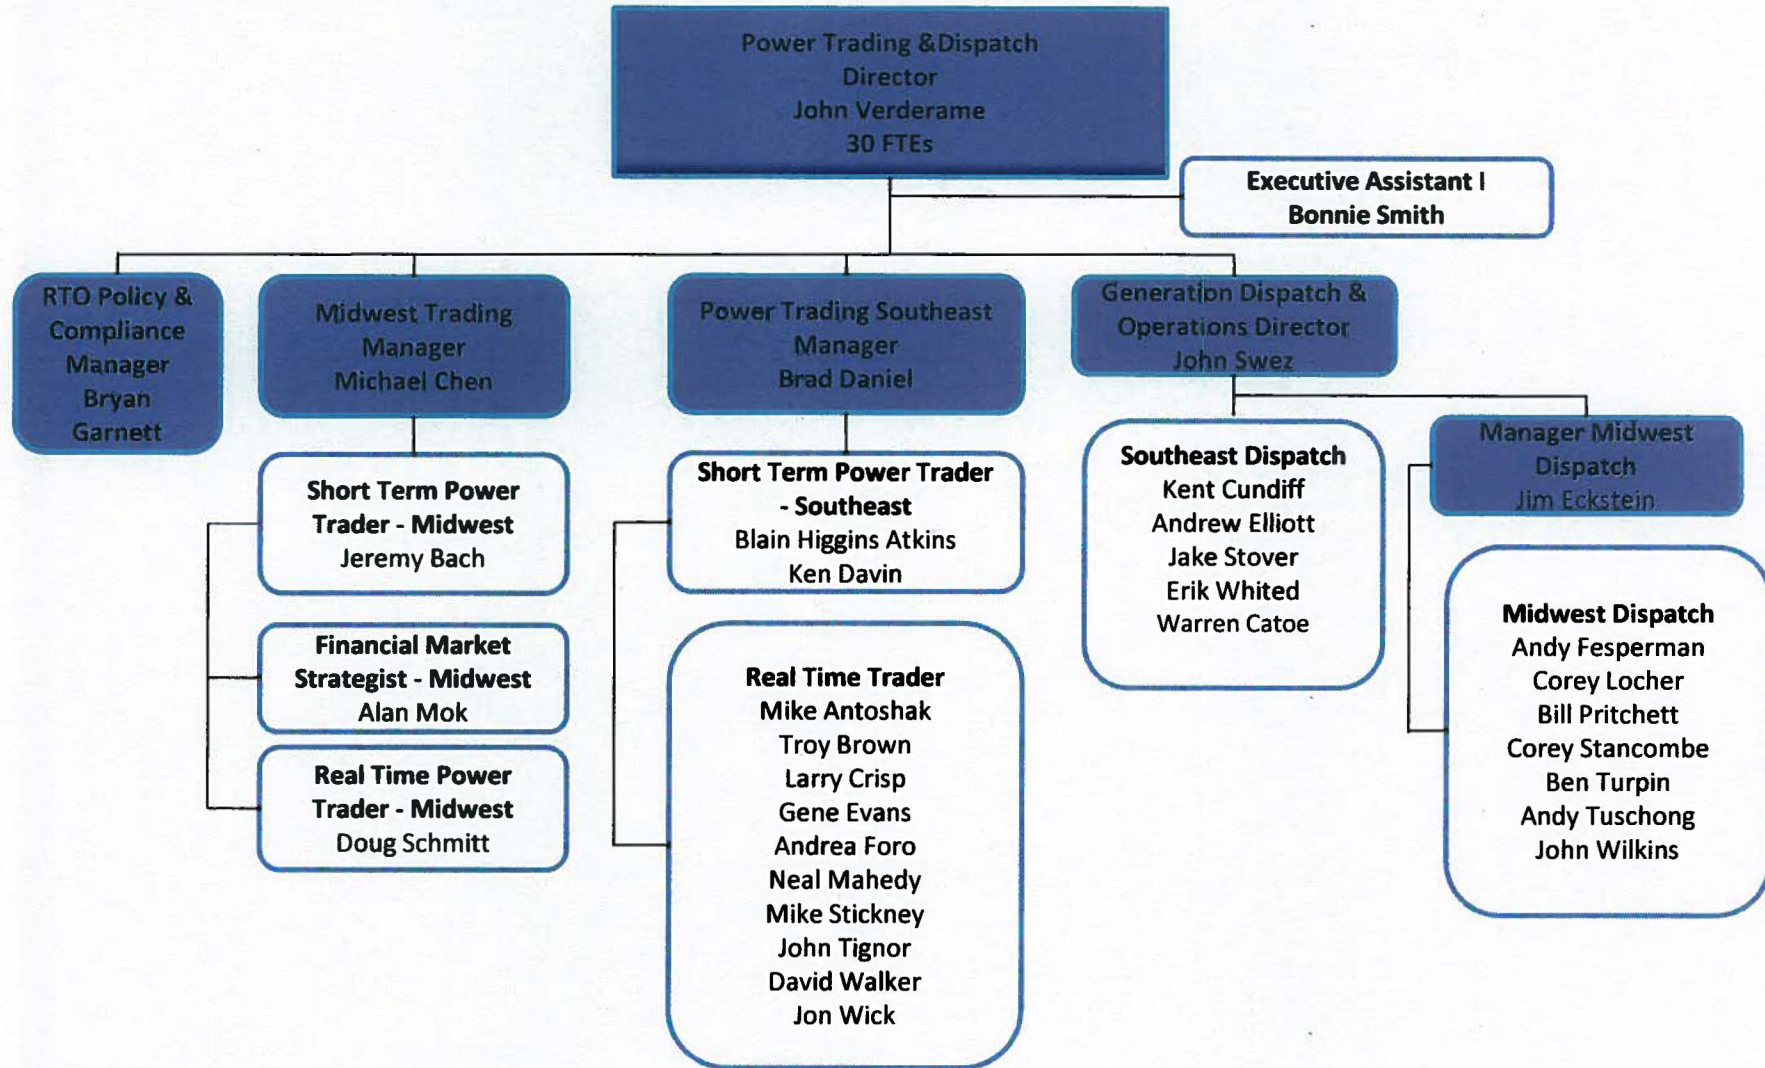 Power Trading &Dispatch
Director
John Verderame
30 FTEs
Executive Assistant I
Bonnie Smith
RTO Policy &
Compliance
Manager
Bryan
Garnett
Midwest Trading
Manager
Michael Chen
Power Trading Southeast
Manager
Brad Daniel
Generation Dispatch &
Operations Director
John Swez
Short Term Power
Trader - Midwest
Jeremy Bach
Financial Market
Strategist - Midwest
Alan Mok
Real Time Power
Trader - Midwest
Doug Schmitt
Short Term Power Trader
- Southeast
Blain Higgins Atkins
Ken Davin
Real Time Trader
Mike Antoshak
Troy Brown
Larry Crisp
Gene Evans
Andrea Foro
Neal Mahedy
Mike Stickney
John Tignor
David Walker
Jon Wick
Southeast Dispatch
Kent Cundiff
Andrew Elliott
Jake Stover
Erik Whited
Warren Catoe
Manager Midwest
Dispatch
Jim Eckstein
Midwest Dispatch
Andy Fesperman
Corey Locher
Bill Pritchett
Corey Stancombe
Ben Turpin
Andy Tuschong
John Wilkins